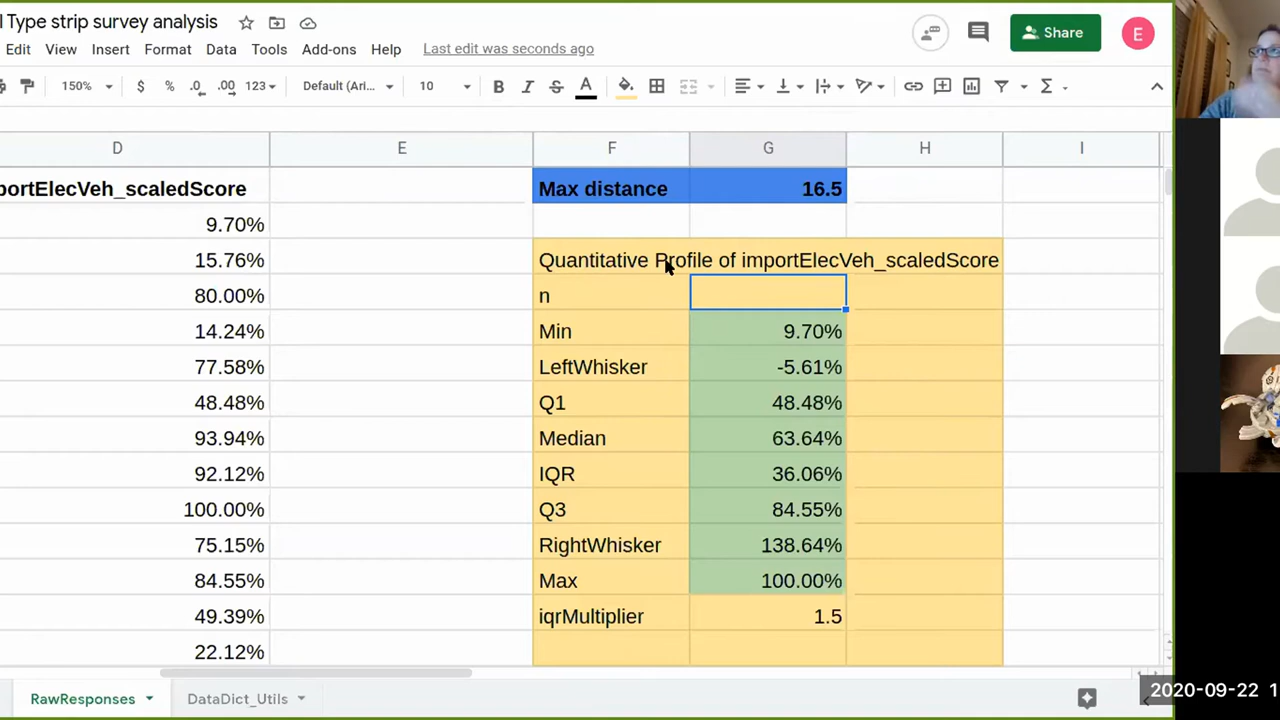 l Type strip survey analysis
Edit View Insert Format Data Tools Add-ons Help Last edit was seconds ago
Share
E
150% $ % .0 .00 123 Default (Ari... 10 B I S A
D E F G H I
portElecVeh_scaledScore Max distance 16.5
9.70%
15.76% Quantitative Profile of importElecVeh_scaledScore
80.00% n
14.24% Min 9.70%
77.58% LeftWhisker -5.61%
48.48% Q1 48.48%
93.94% Median 63.64%
92.12% IQR 36.06%
100.00% Q3 84.55%
75.15% RightWhisker 138.64%
84.55% Max 100.00%
49.39% iqrMultiplier 1.5
22.12%
RawResponses DataDict_Utils
2020-09-22 1